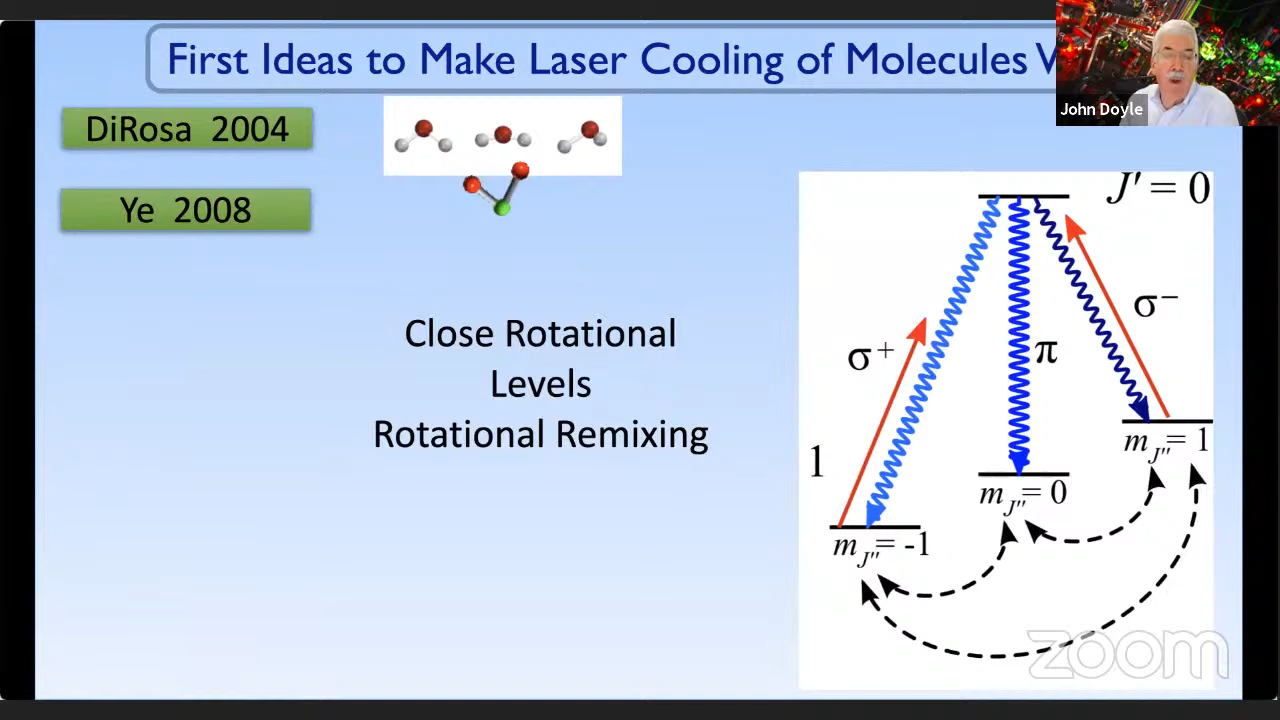 First Ideas to Make Laser Cooling of Molecules
John Doyle
DiRosa 2004
Ye 2008
Close Rotational
Levels
Rotational Remixing
J' = 0
σ⁺
π
σ⁻
1
m_J''= 1
m_J''= 0
m_J''= -1
zoom